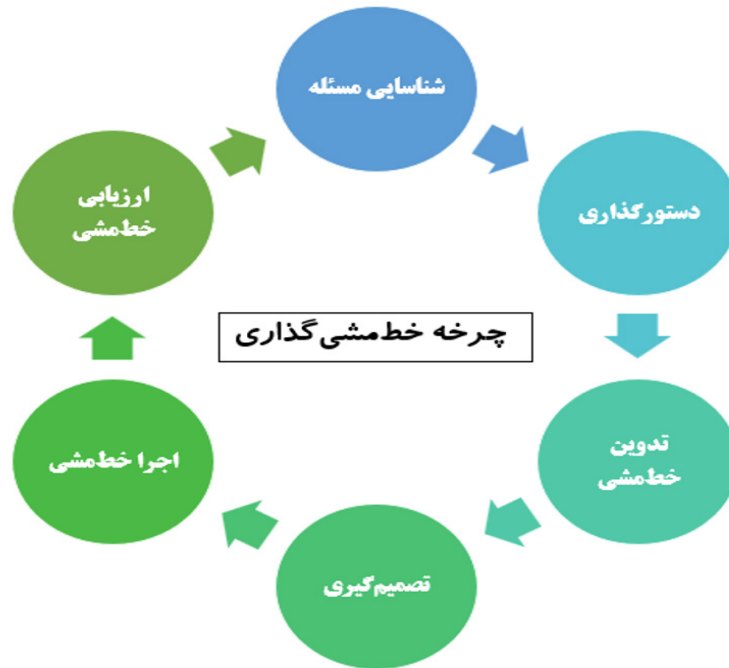 شناسایی مسئله
دستورگذاری
تدوین
خط‌مشی
تصمیم‌گیری
اجرا خط‌مشی
ارزیابی
خط‌مشی
چرخه خط‌مشی‌گذاری